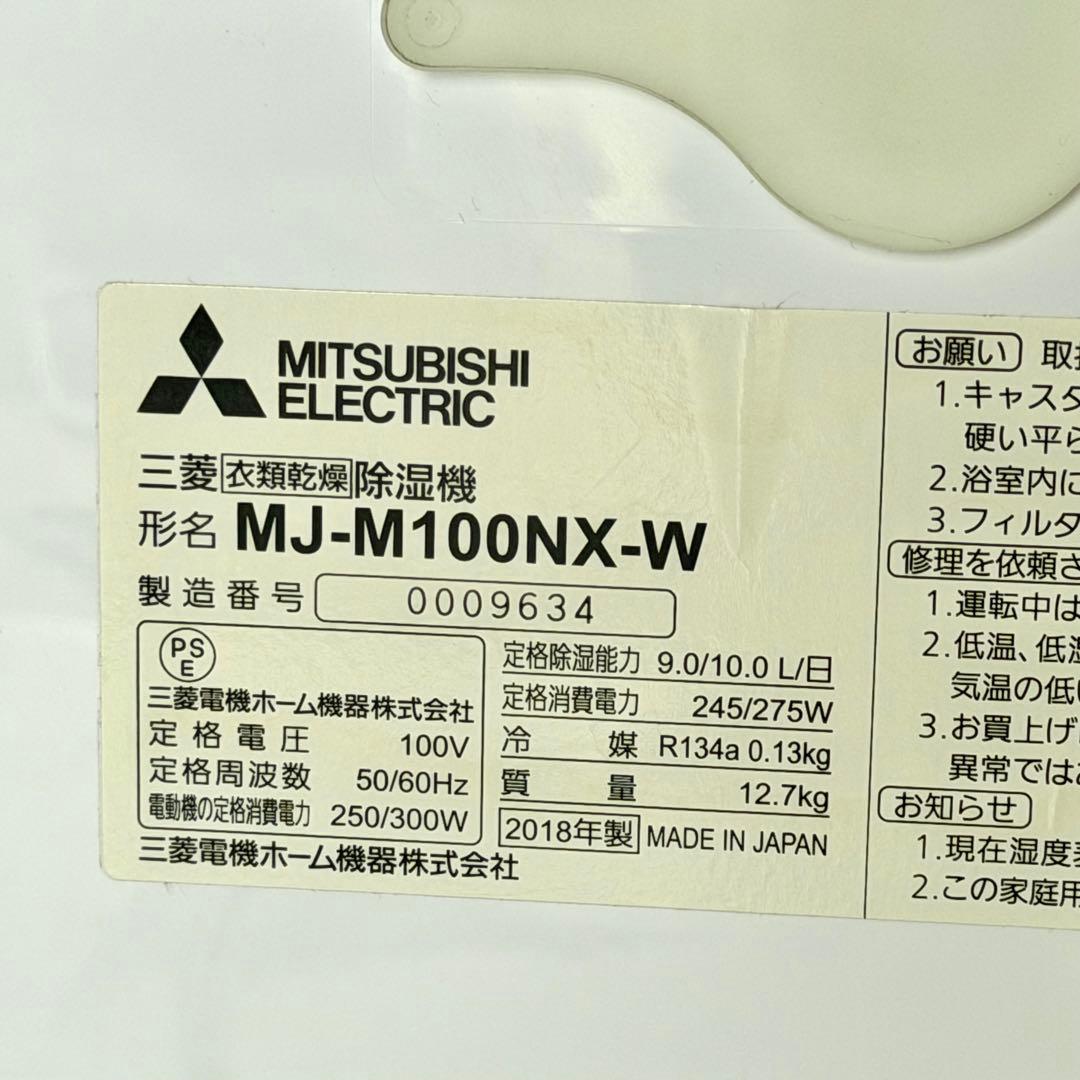 MITSUBISHI
ELECTRIC
三菱衣類乾燥除湿機
形名 MJ-M100NX-W
製造番号 0009634
PS
E
三菱電機ホーム機器株式会社
定格電圧 100V
定格周波数 50/60Hz
電動機の定格消費電力 250/300W
定格除湿能力 9.0/10.0 L/日
定格消費電力 245/275W
冷媒 R134a 0.13kg
質量 12.7kg
2018年製 MADE IN JAPAN
三菱電機ホーム機器株式会社
お願い 取
1.キャスタ
硬い平ら
2.浴室内に
3.フィルタ
修理を依頼さ
1.運転中は
2.低温、低湿
気温の低い
3.お買上げ
異常では
お知らせ
1.現在湿度
2.この家庭用